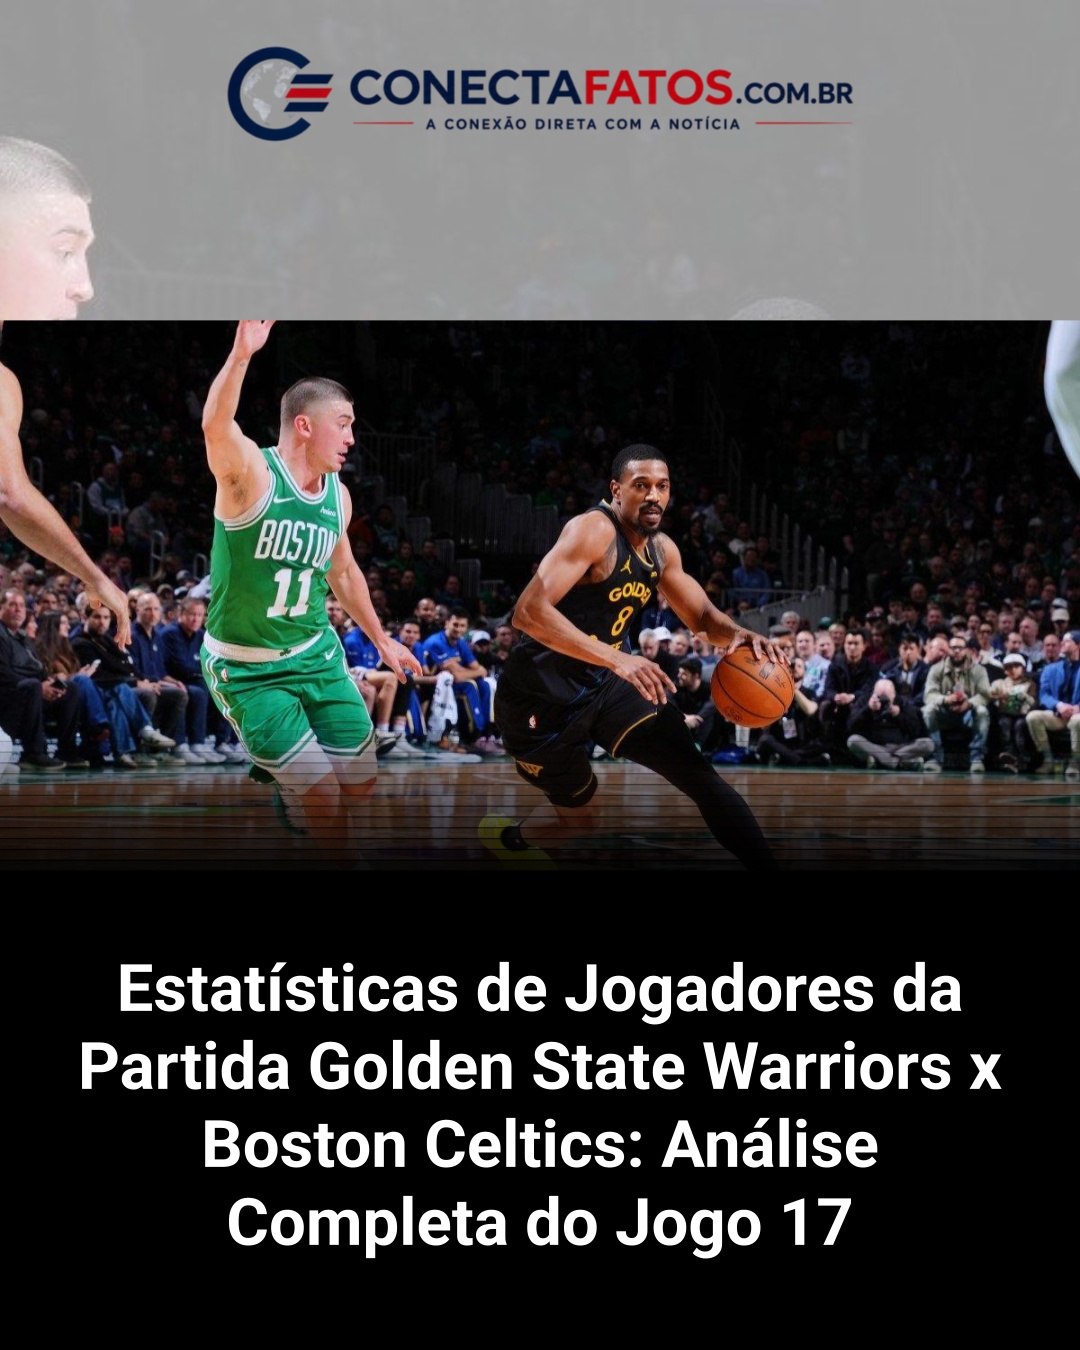 CONECTAFATOS.COM.BR
A CONEXÃO DIRETA COM A NOTÍCIA
BOSTON
11
GOLDEN
8
Estatísticas de Jogadores da
Partida Golden State Warriors x
Boston Celtics: Análise
Completa do Jogo 17